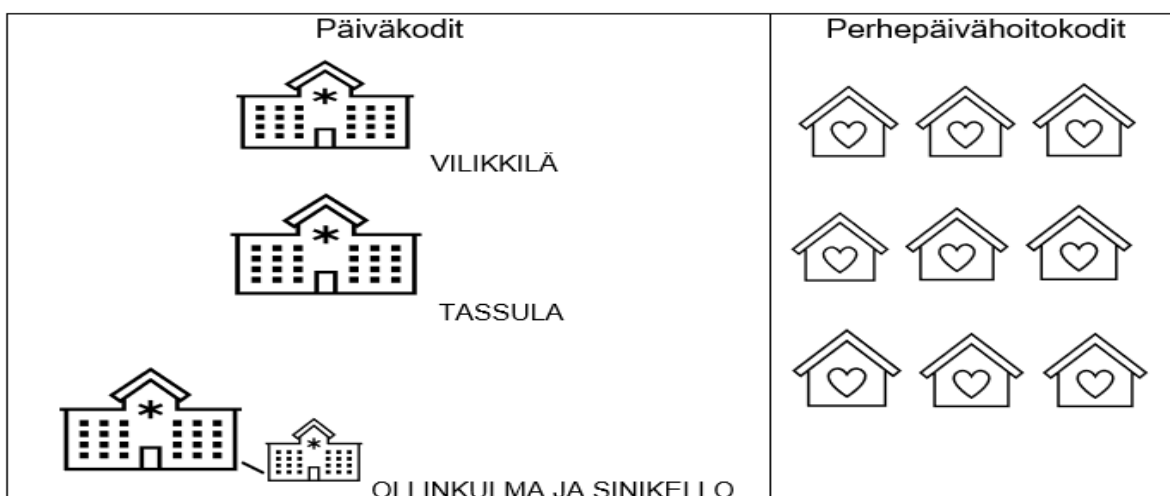 Päiväkodit
Perhepäivähoitokodit
VILIKKILÄ
TASSULA
OLLINKULMA JA SINIKELLO